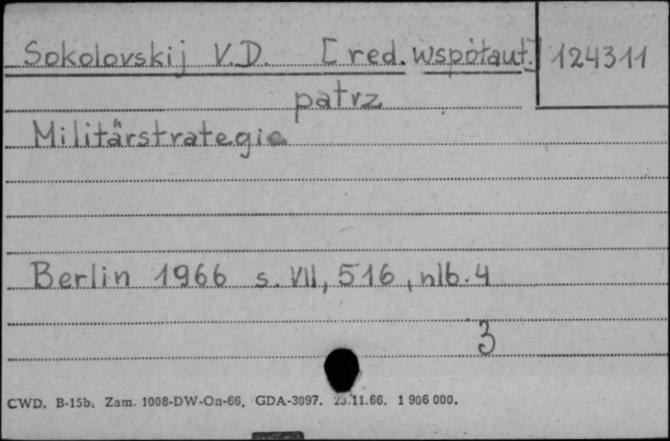 Sokolovskij V.D. [red. współaut.] 124311
patrz
Militärstrategie
Berlin 1966 s. VII, 516, nlb. 4
3
CWD. B-15b. Zam. 1008-DW-On-66. GDA-3097. 23.11.66. 1 906 000.